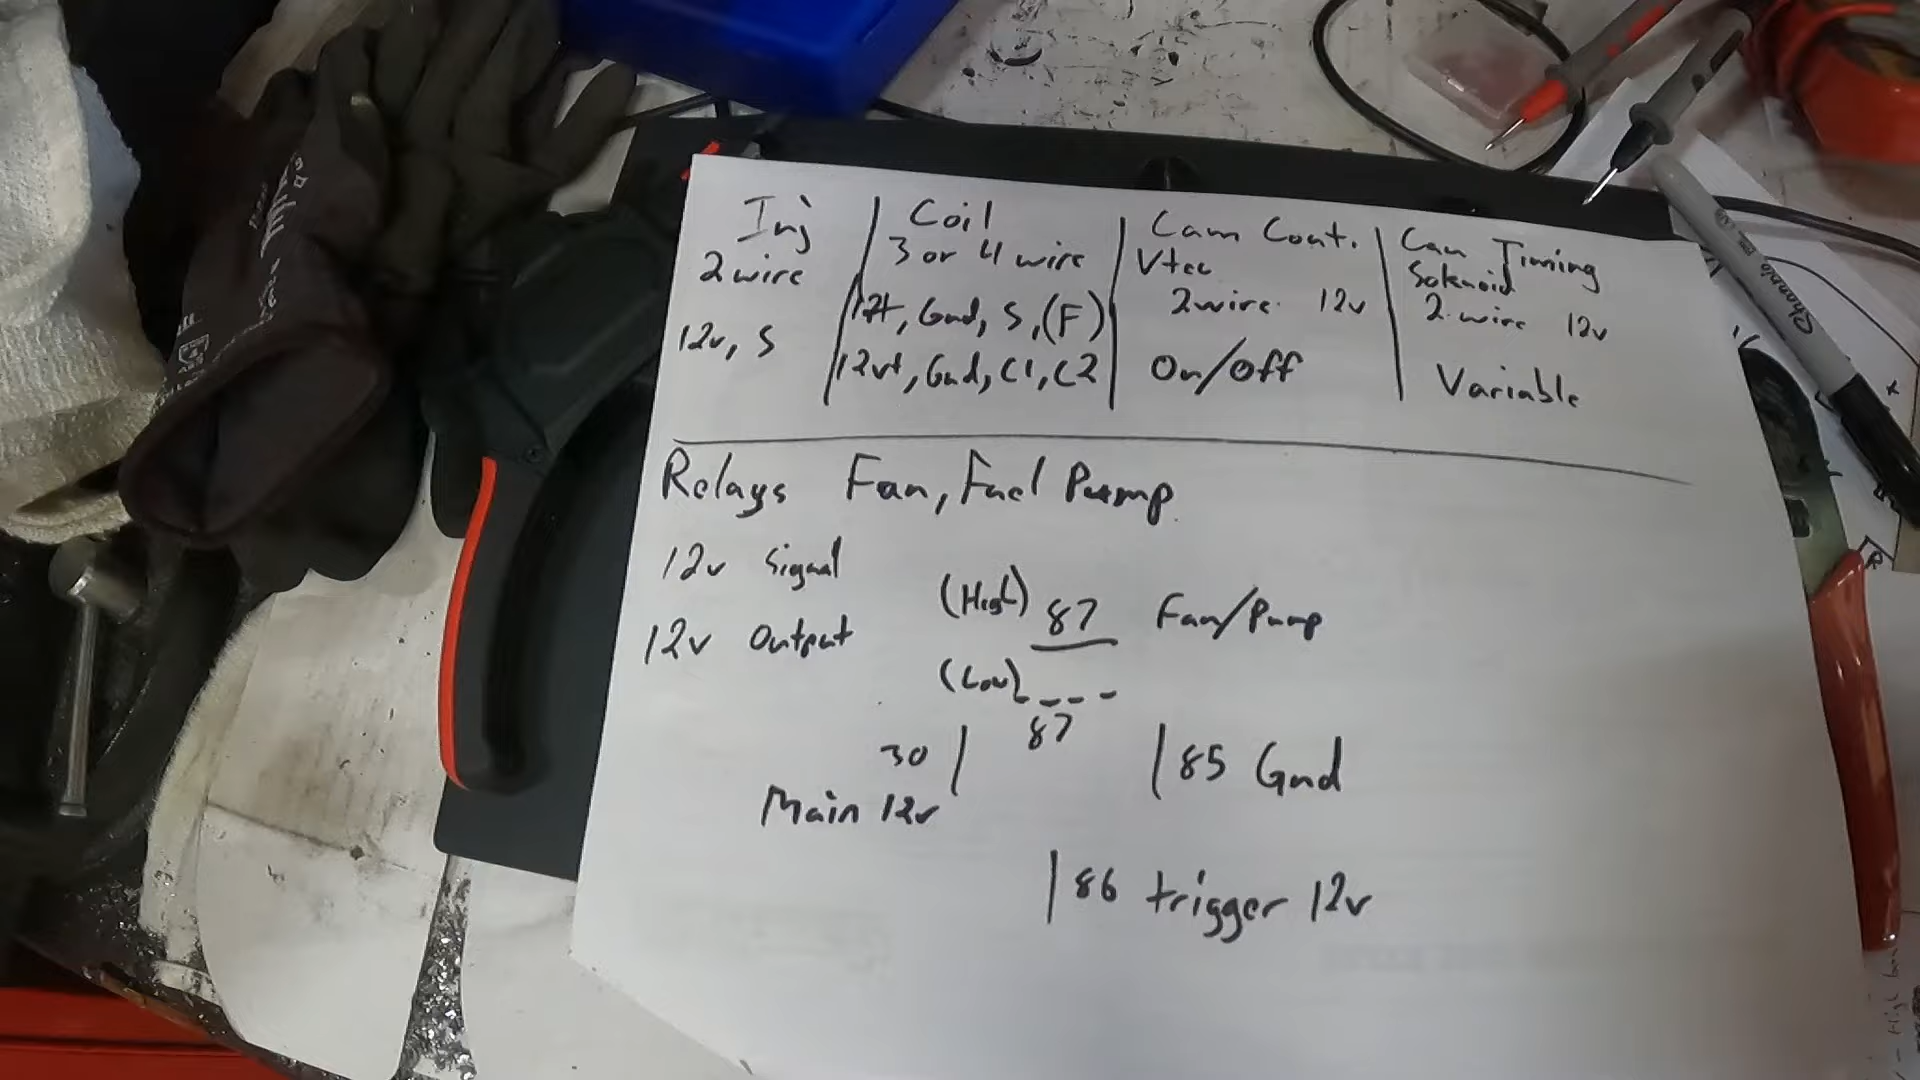 Inj
2 wire
12v, S
Coil
3 or 4 wire
12+, Gnd, S, (F)
12v+, Gnd, C1, C2
Cam Cont.
Vtec
2 wire 12v
On/Off
Cam Timing
Solenoid
2 wire 12v
Variable
Relays Fan, Fuel Pump
12v Signal
12v Output
(High) 87 Fan/Pump
(Low)
87
30
Main 12v
85 Gnd
86 trigger 12v
Sharpie